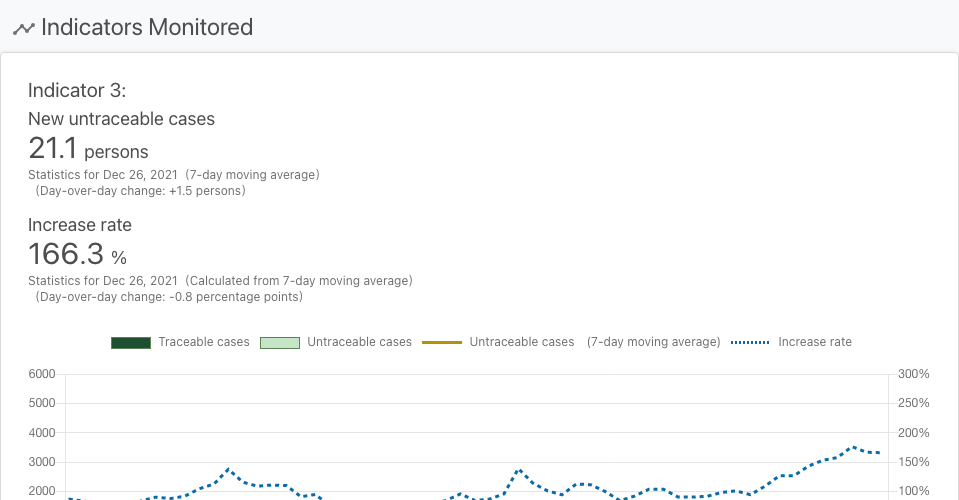 Indicators Monitored
Indicator 3:
New untraceable cases
21.1 persons
Statistics for Dec 26, 2021 (7-day moving average)
(Day-over-day change: +1.5 persons)
Increase rate
166.3 %
Statistics for Dec 26, 2021 (Calculated from 7-day moving average)
(Day-over-day change: -0.8 percentage points)
Traceable cases Untraceable cases Untraceable cases (7-day moving average) Increase rate
6000 300%
5000 250%
4000 200%
3000 150%
2000 100%